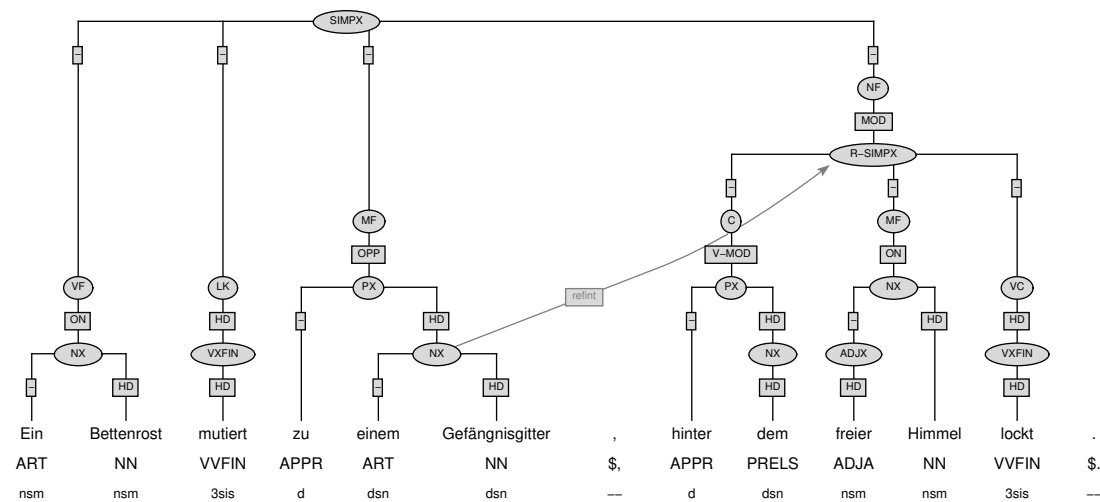 SIMPX
– – – –
NF
MOD
R–SIMPX
– – –
MF C MF
OPP V–MOD ON
VF LK PX PX NX VC
refint
ON HD – HD – HD – HD HD
NX VXFIN NX NX ADJX VXFIN
– HD HD – HD HD HD HD
Ein Bettenrost mutiert zu einem Gefängnisgitter , hinter dem freier Himmel lockt .
ART NN VVFIN APPR ART NN $, APPR PRELS ADJA NN VVFIN $.
nsm nsm 3sis d dsn dsn –– d dsn nsm nsm 3sis ––